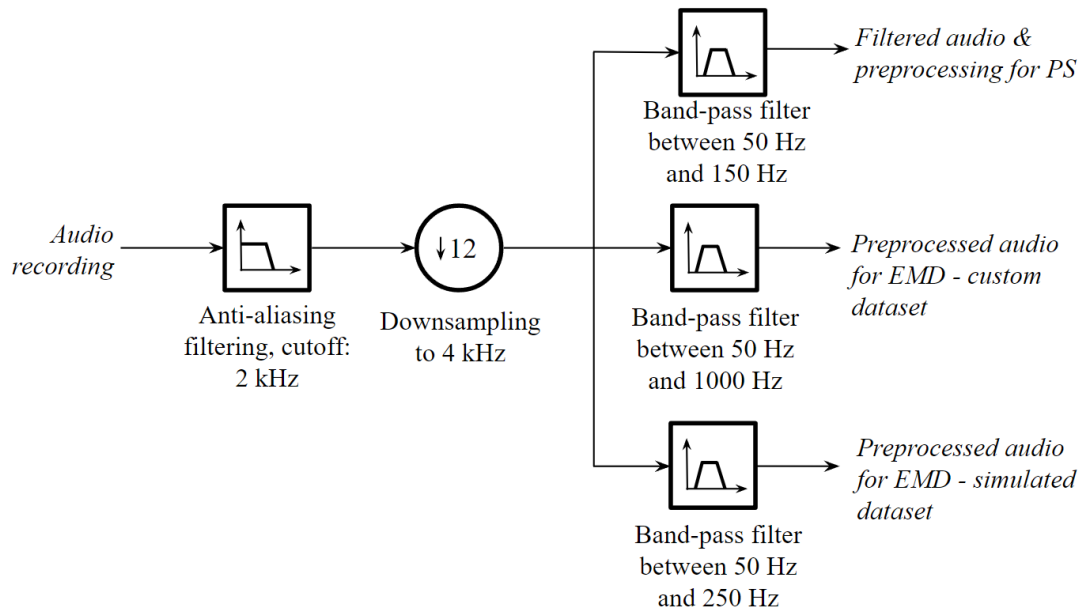 Audio
recording
Anti-aliasing
filtering, cutoff:
2 kHz
↓12
Downsampling
to 4 kHz
Band-pass filter
between 50 Hz
and 150 Hz
Filtered audio &
preprocessing for PS
Band-pass filter
between 50 Hz
and 1000 Hz
Preprocessed audio
for EMD - custom
dataset
Band-pass filter
between 50 Hz
and 250 Hz
Preprocessed audio
for EMD - simulated
dataset